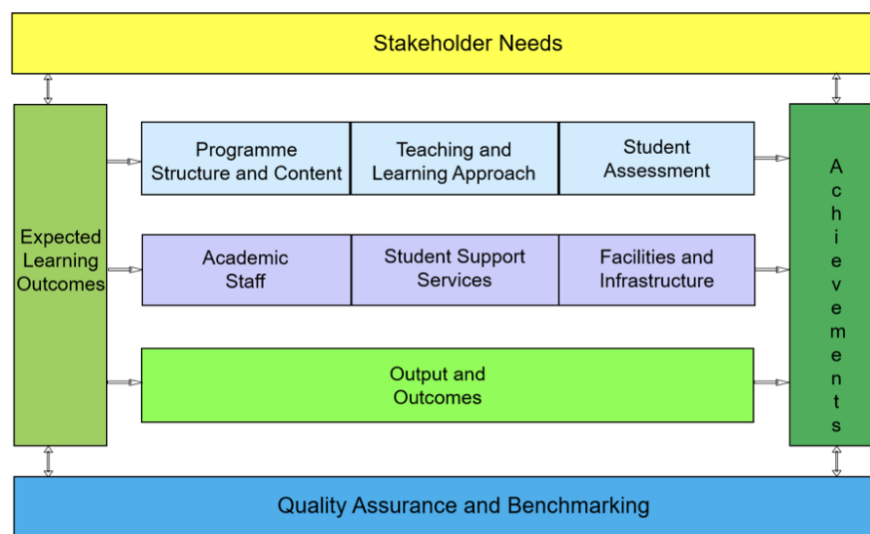 Stakeholder Needs
Expected
Learning
Outcomes
Programme
Structure and Content
Teaching and
Learning Approach
Student
Assessment
Academic
Staff
Student Support
Services
Facilities and
Infrastructure
Output and
Outcomes
Achievements
Quality Assurance and Benchmarking